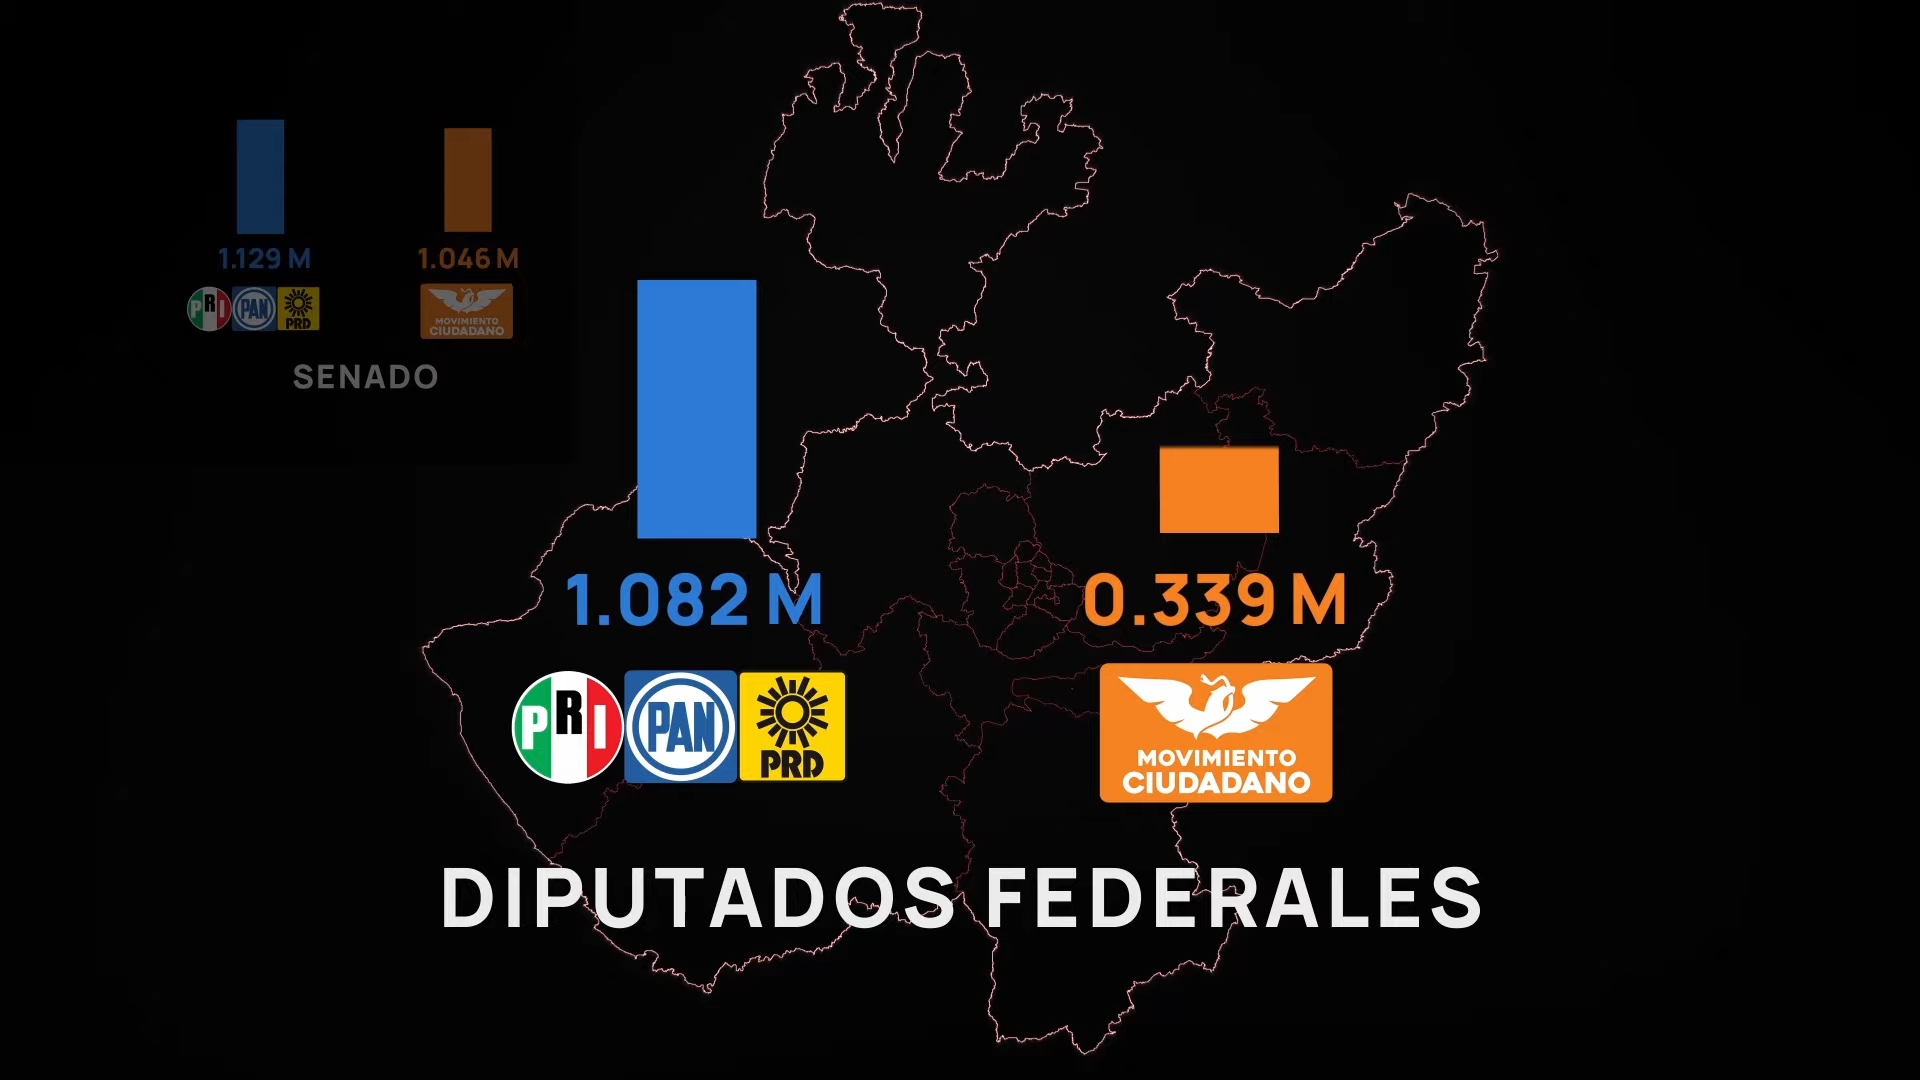 1.129 M
1.046 M
PRI
PAN
PRD
MOVIMIENTO
CIUDADANO
SENADO
1.082 M
0.339 M
PRI
PAN
PRD
MOVIMIENTO
CIUDADANO
DIPUTADOS FEDERALES